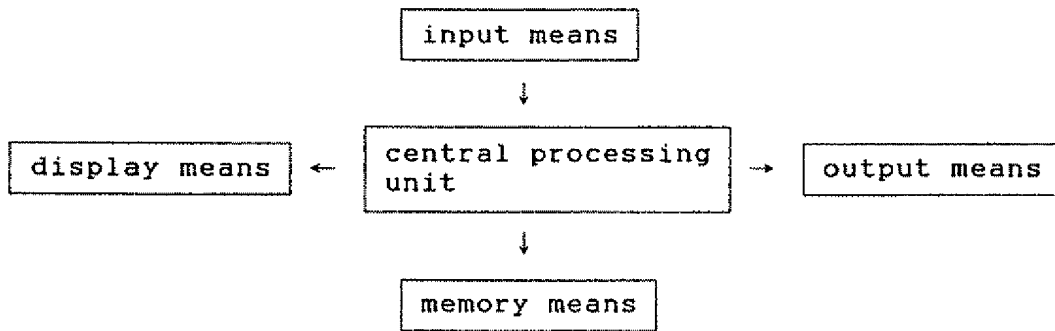 input means
↓
display means ← central processing → output means
unit
↓
memory means